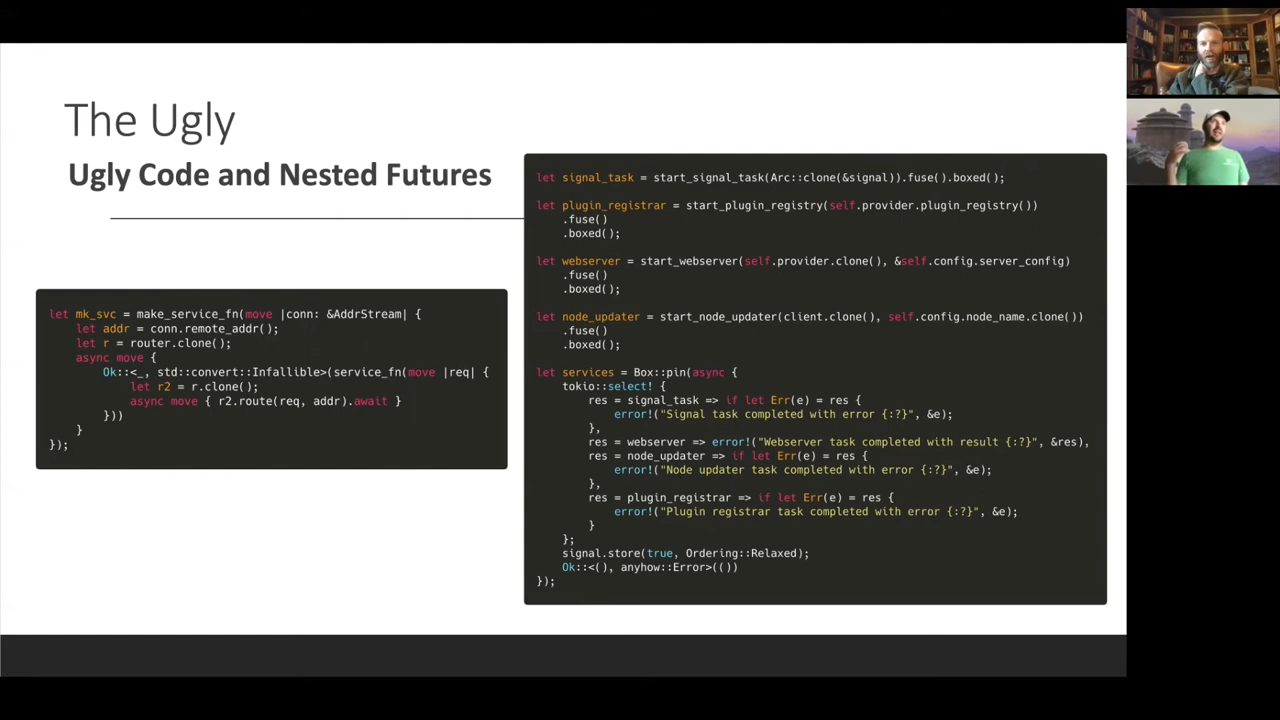 The Ugly
Ugly Code and Nested Futures
let mk_svc = make_service_fn(move |conn: &AddrStream| {
    let addr = conn.remote_addr();
    let r = router.clone();
    async move {
        Ok::<_, std::convert::Infallible>(service_fn(move |req| {
            let r2 = r.clone();
            async move { r2.route(req, addr).await }
        }))
    }
});
let signal_task = start_signal_task(Arc::clone(&signal)).fuse().boxed();
let plugin_registrar = start_plugin_registry(self.provider.plugin_registry())
    .fuse()
    .boxed();
let webserver = start_webserver(self.provider.clone(), &self.config.server_config)
    .fuse()
    .boxed();
let node_updater = start_node_updater(client.clone(), self.config.node_name.clone())
    .fuse()
    .boxed();
let services = Box::pin(async {
    tokio::select! {
        res = signal_task => if let Err(e) = res {
            error!("Signal task completed with error {:?}", &e);
        },
        res = webserver => error!("Webserver task completed with result {:?}", &res),
        res = node_updater => if let Err(e) = res {
            error!("Node updater task completed with error {:?}", &e);
        },
        res = plugin_registrar => if let Err(e) = res {
            error!("Plugin registrar task completed with error {:?}", &e);
        }
    };
    signal.store(true, Ordering::Relaxed);
    Ok::<(), anyhow::Error>(())
});